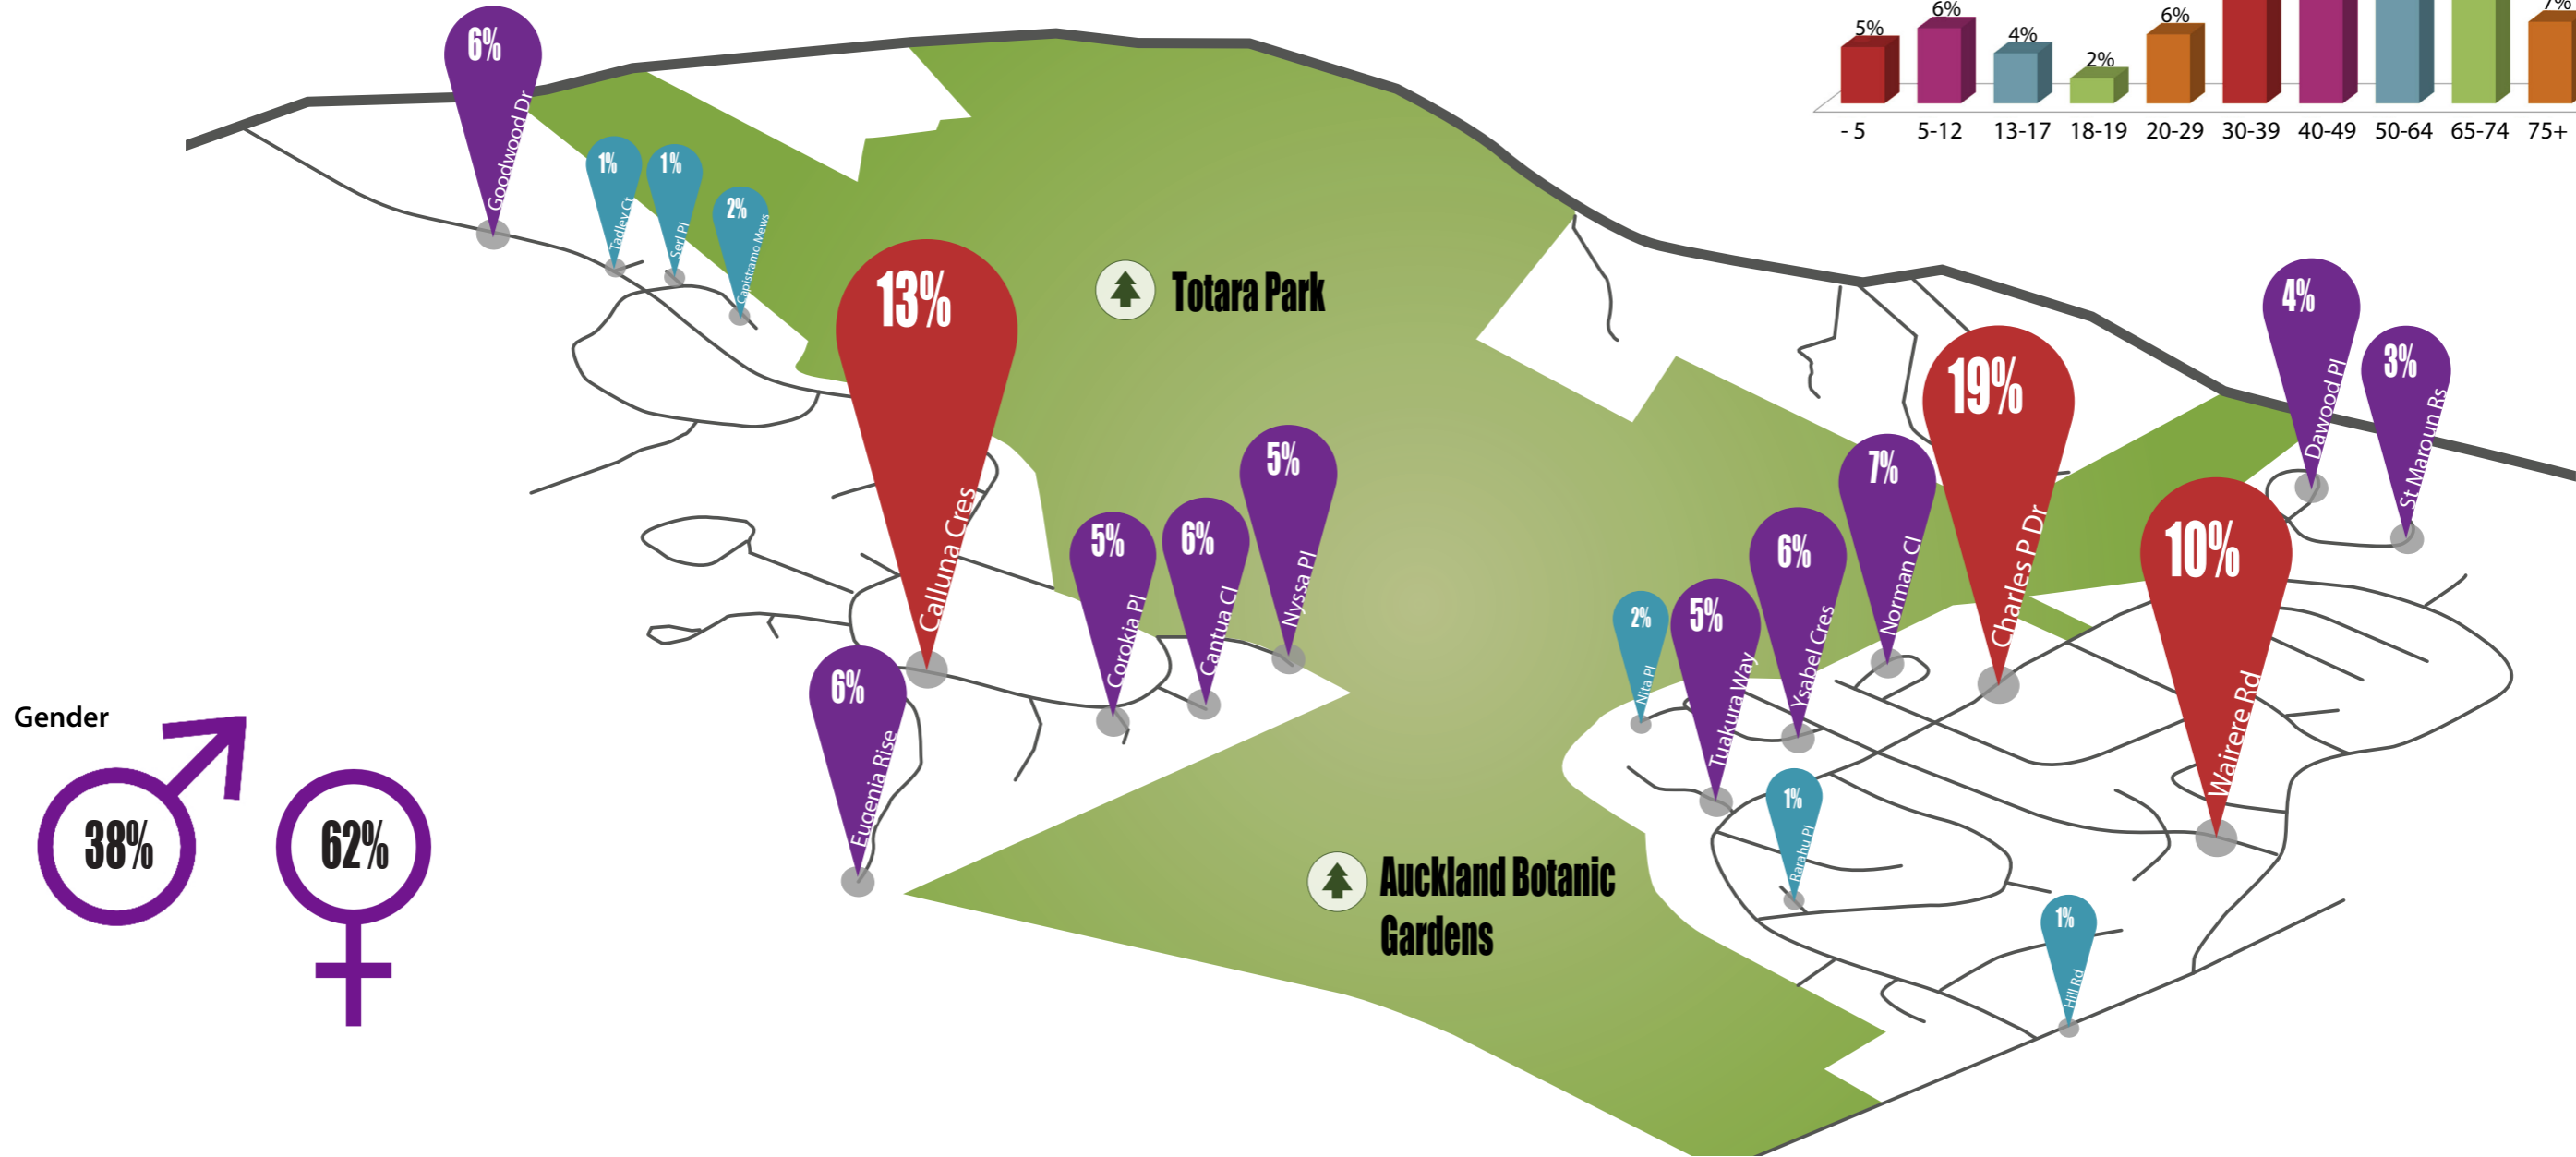 6%
Goodwood Dr
1%
Tadley Ct
1%
Serl Pl
2%
Capistramo Mews
5%
6%
4%
2%
6%
7%
- 5
5-12
13-17
18-19
20-29
30-39
40-49
50-64
65-74
75+
13%
Calluna Cres
Totara Park
19%
Charles P Dr
4%
Dawood Pl
3%
St Maroun Rs
5%
Corokia Pl
6%
Cantua Cl
5%
Nyssa Pl
7%
Norman Cl
6%
Ysabel Cres
2%
Nita Pl
5%
Tuakura Way
10%
Wairere Rd
6%
Eugenia Rise
Gender
38%
62%
1%
Rarahu Pl
Auckland Botanic
Gardens
1%
Hill Rd